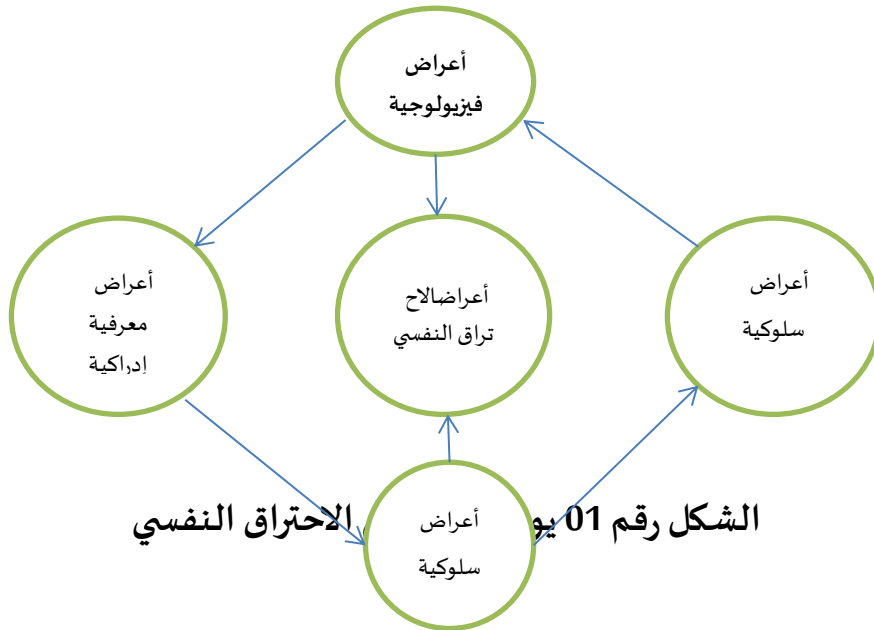 أعراض
فيزيولوجية
أعراض
سلوكية
أعراضالاح
تراق النفسي
أعراض
معرفية
إدراكية
الشكل رقم 01 يو الاحتراق النفسي
أعراض
سلوكية